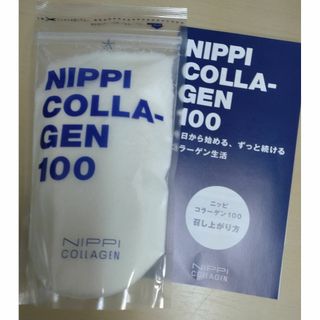 NIPPI
COLLA-
GEN
100
NIPPI
COLLAGEN
NIPPI
COLLA-
GEN
100
日から始める、ずっと続ける
コラーゲン生活
ニッピ
コラーゲン100
召し上がり方
NIPPI
COLLAGEN